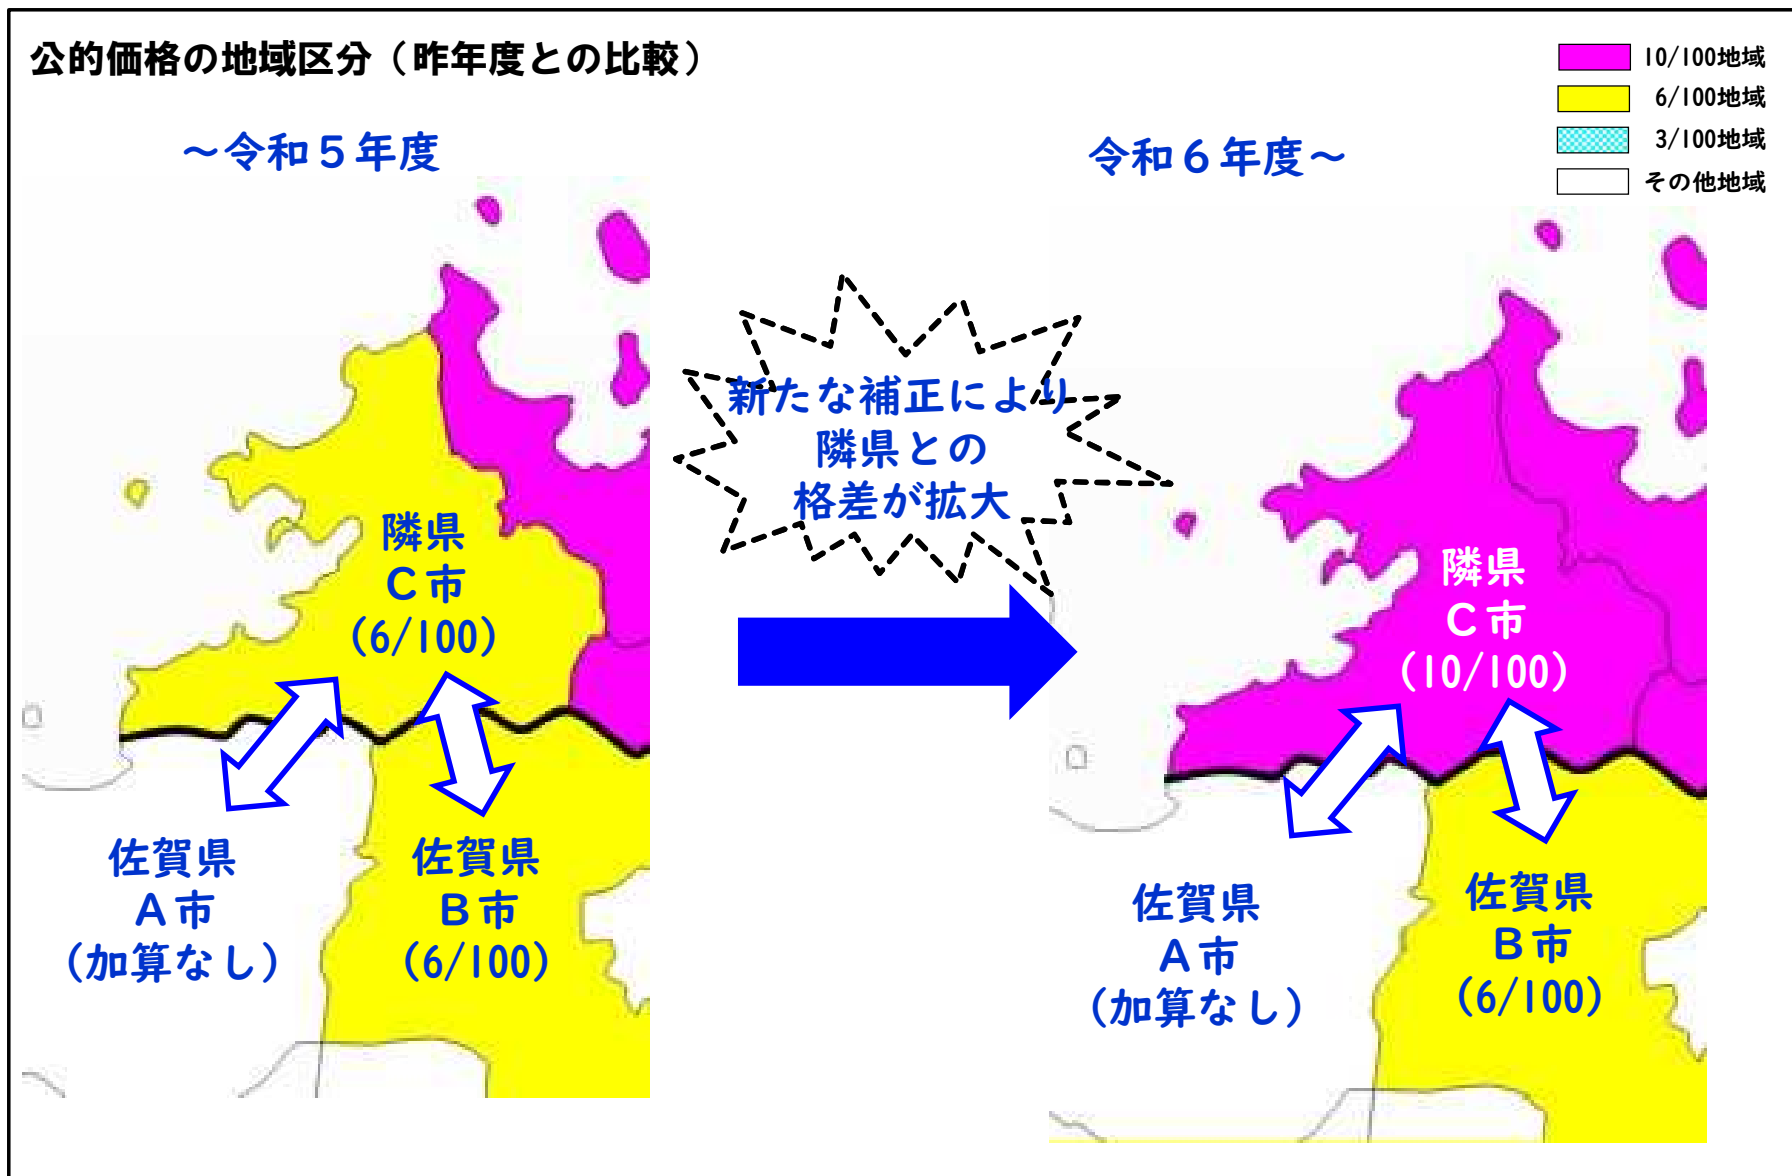 公的価格の地域区分（昨年度との比較）
10/100地域
6/100地域
3/100地域
その他地域
～令和５年度
令和６年度～
新たな補正により
隣県との
格差が拡大
隣県
Ｃ市
（6/100）
佐賀県
Ａ市
（加算なし）
佐賀県
Ｂ市
（6/100）
隣県
Ｃ市
（10/100）
佐賀県
Ａ市
（加算なし）
佐賀県
Ｂ市
（6/100）